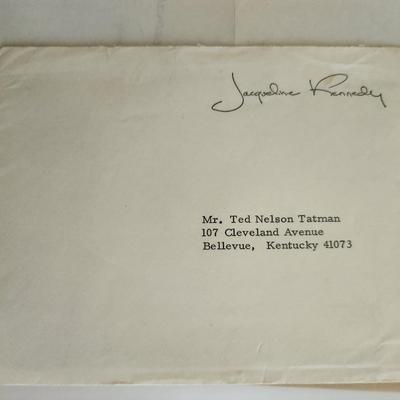 Jacqueline Kennedy
Mr. Ted Nelson Tatman
107 Cleveland Avenue
Bellevue, Kentucky 41073